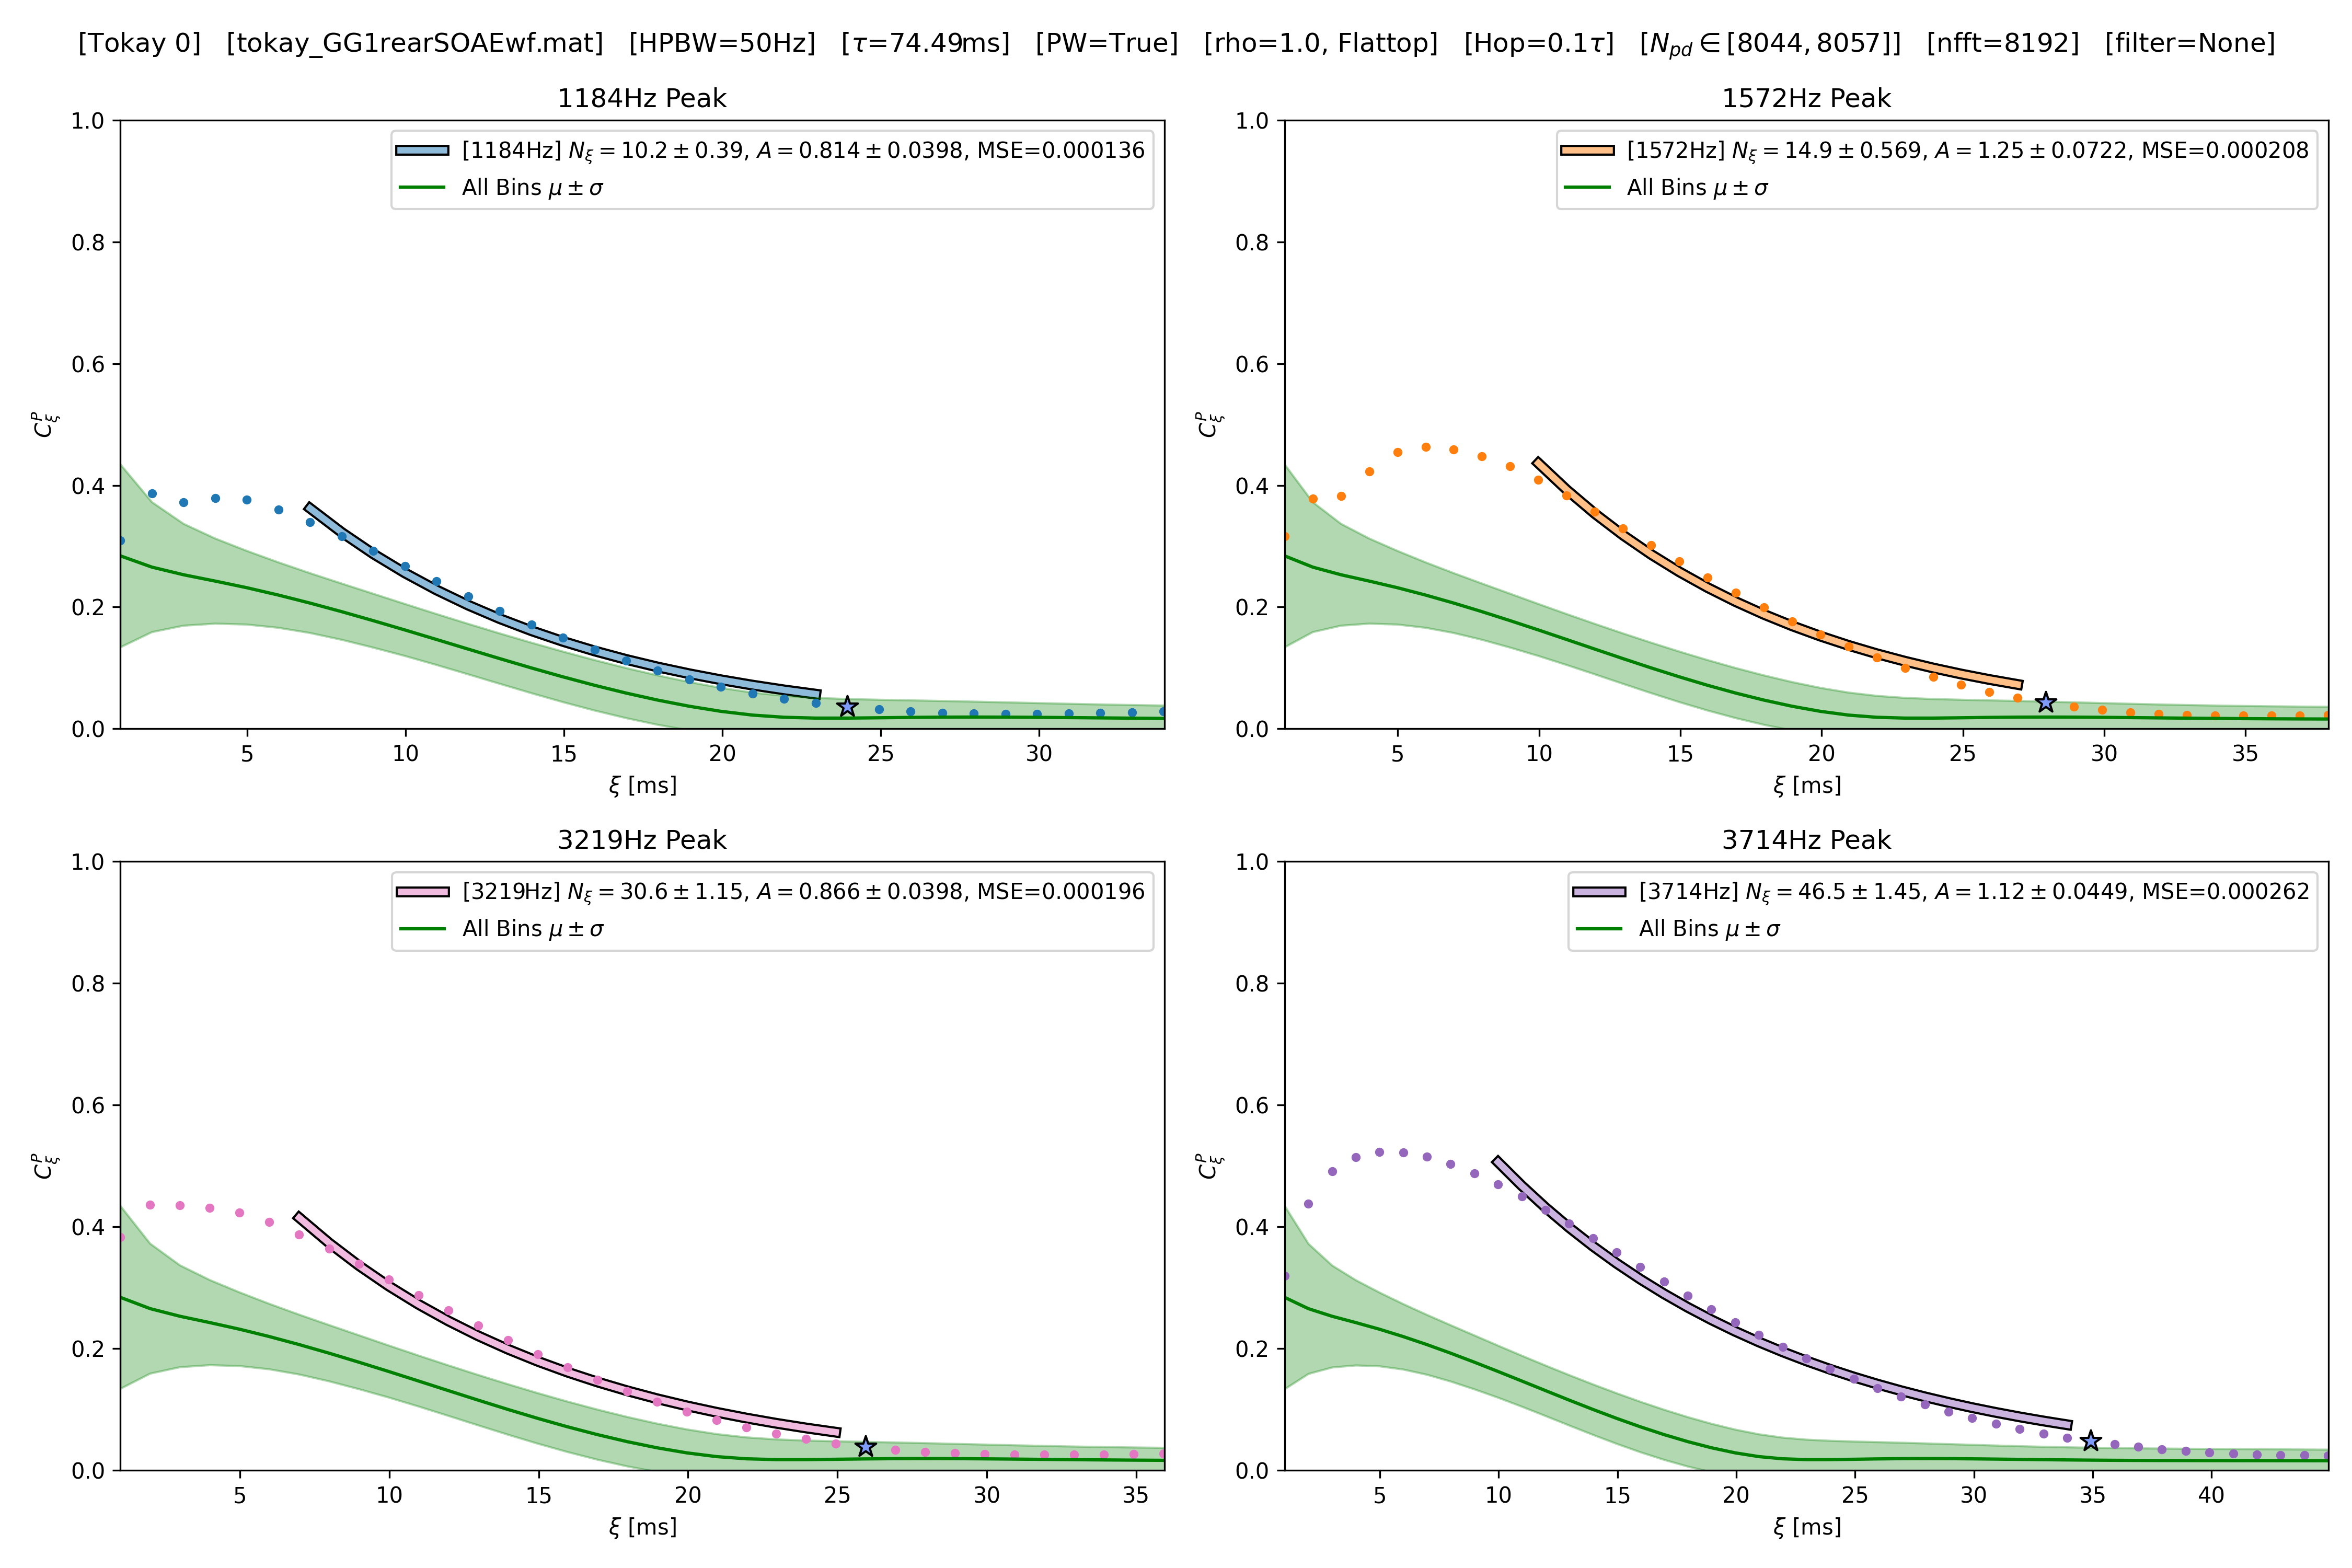 [Tokay 0] [tokay_GG1rearSOAEwf.mat] [HPBW=50Hz] [τ=74.49ms] [PW=True] [rho=1.0, Flattop] [Hop=0.1τ] [N_pd ∈ [8044, 8057]] [nfft=8192] [filter=None]
1184Hz Peak
[1184Hz] N_ξ = 10.2 ± 0.39, A = 0.814 ± 0.0398, MSE=0.000136
All Bins μ ± σ
1.0
0.8
0.6
0.4
0.2
0.0
C_ξ^P
5 10 15 20 25 30
ξ [ms]
1572Hz Peak
[1572Hz] N_ξ = 14.9 ± 0.569, A = 1.25 ± 0.0722, MSE=0.000208
All Bins μ ± σ
1.0
0.8
0.6
0.4
0.2
0.0
C_ξ^P
5 10 15 20 25 30 35
ξ [ms]
3219Hz Peak
[3219Hz] N_ξ = 30.6 ± 1.15, A = 0.866 ± 0.0398, MSE=0.000196
All Bins μ ± σ
1.0
0.8
0.6
0.4
0.2
0.0
C_ξ^P
5 10 15 20 25 30 35
ξ [ms]
3714Hz Peak
[3714Hz] N_ξ = 46.5 ± 1.45, A = 1.12 ± 0.0449, MSE=0.000262
All Bins μ ± σ
1.0
0.8
0.6
0.4
0.2
0.0
C_ξ^P
5 10 15 20 25 30 35 40
ξ [ms]